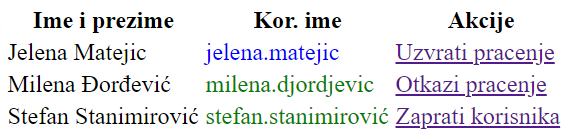 Ime i prezime Kor. ime Akcije
Jelena Matejic jelena.matejic Uzvrati pracenje
Milena Đorđević milena.djordjevic Otkazi pracenje
Stefan Stanimirović stefan.stanimirović Zaprati korisnika